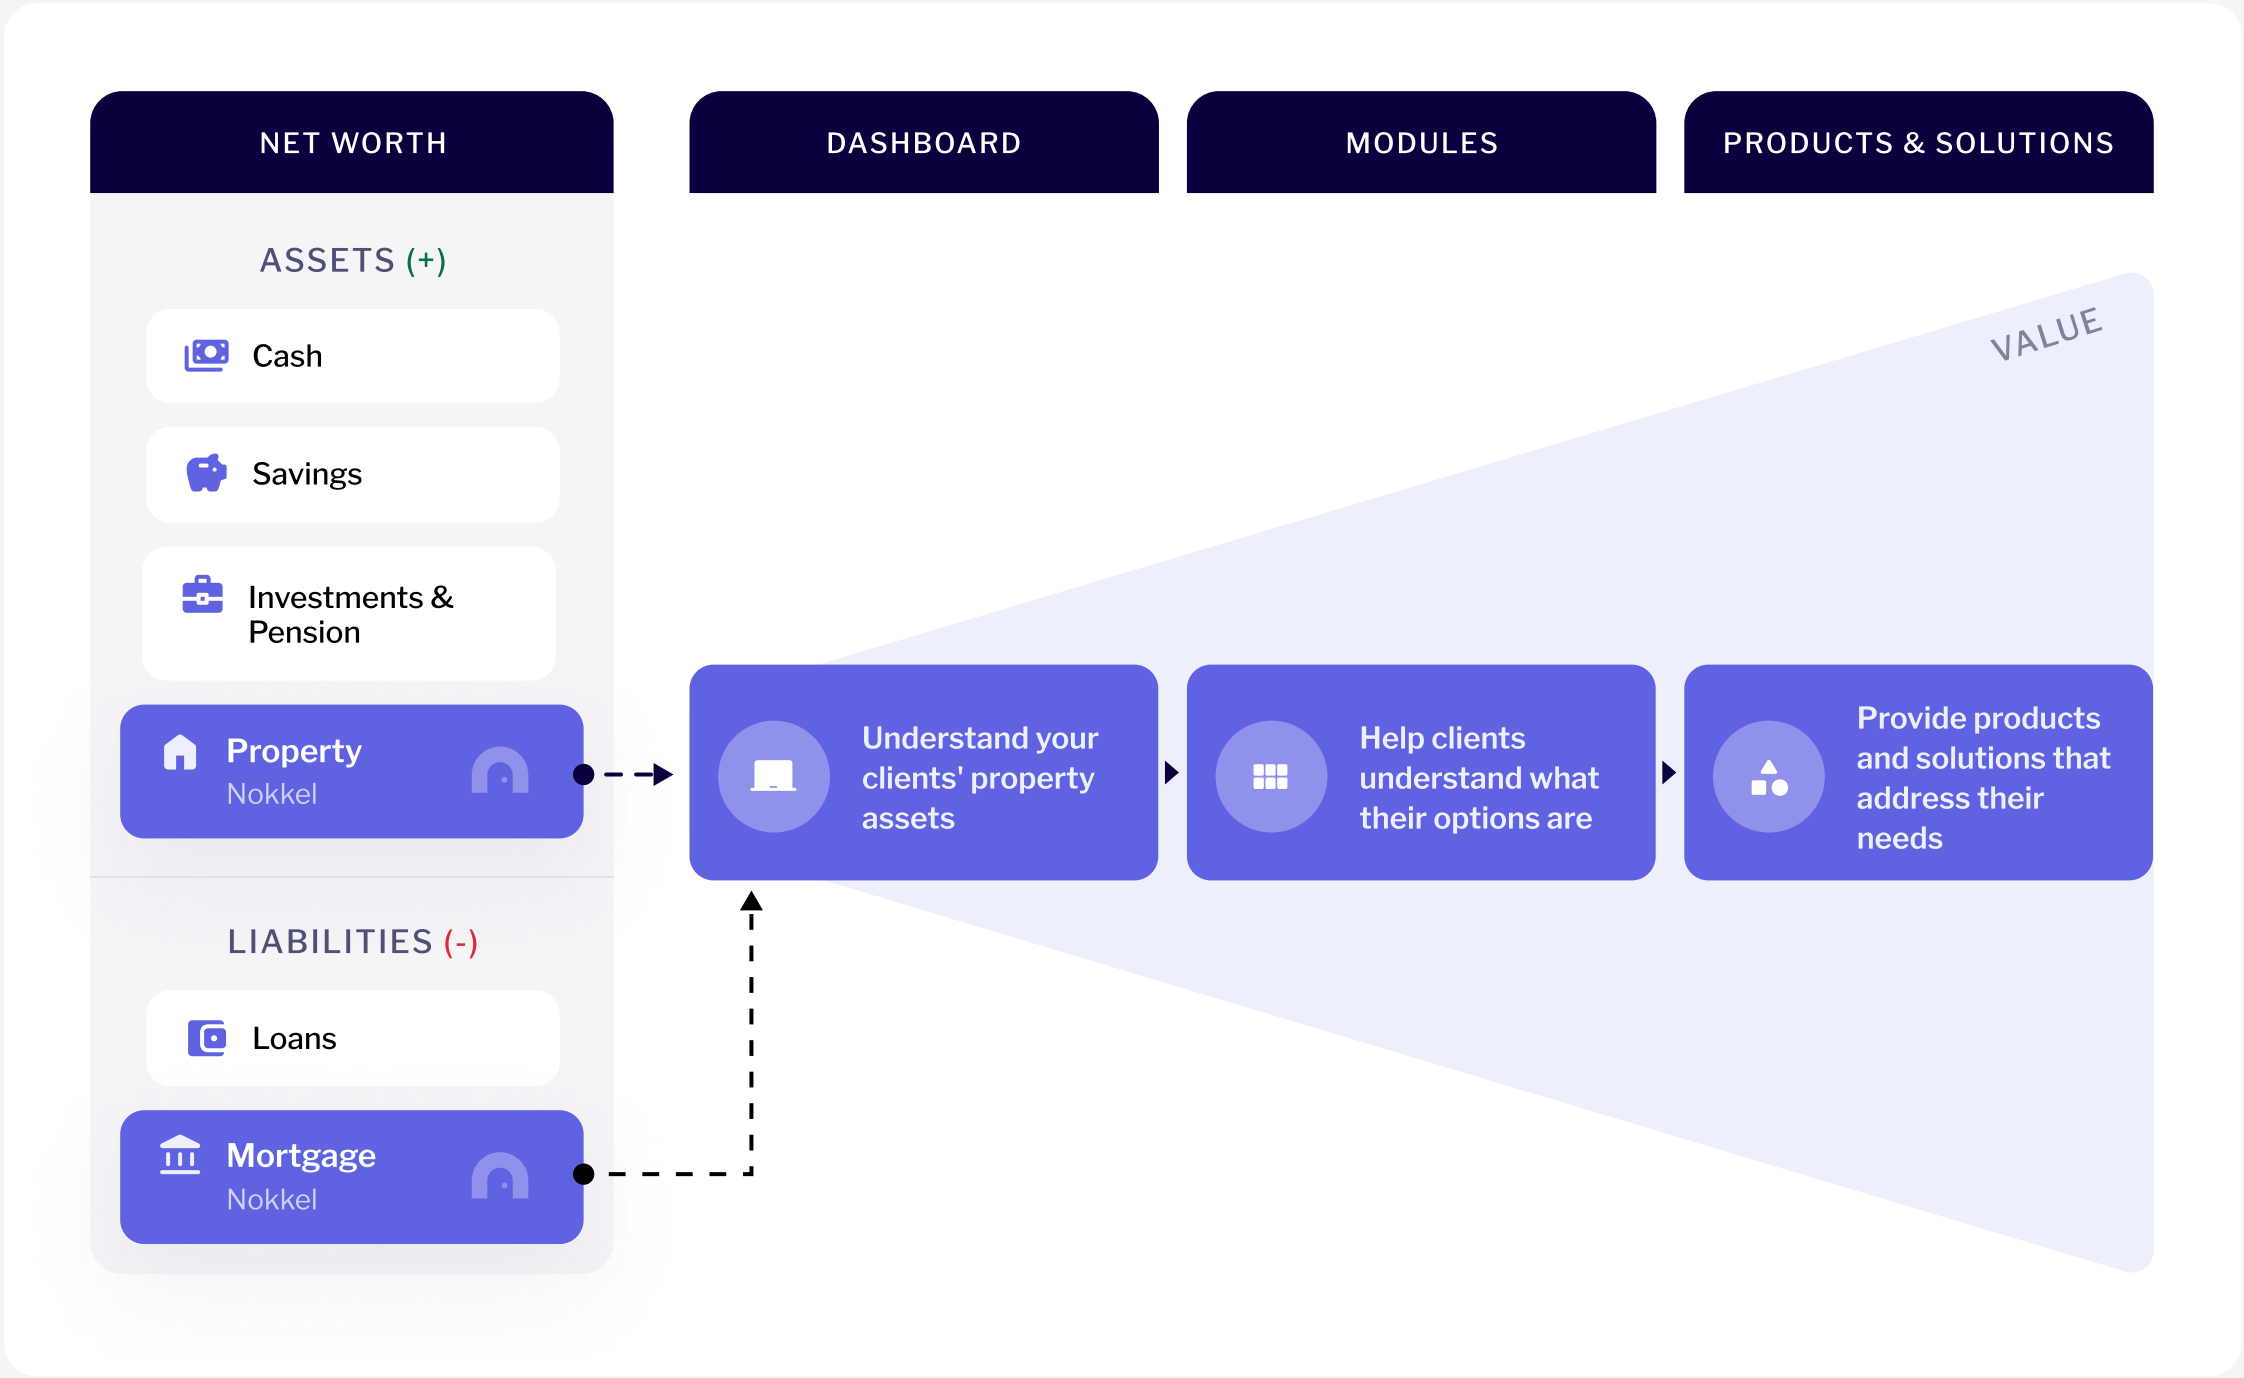 NET WORTH
ASSETS (+)
Cash
Savings
Investments &
Pension
Property
Nokkel
LIABILITIES (-)
Loans
Mortgage
Nokkel
DASHBOARD
MODULES
PRODUCTS & SOLUTIONS
VALUE
Understand your
clients' property
assets
Help clients
understand what
their options are
Provide products
and solutions that
address their
needs